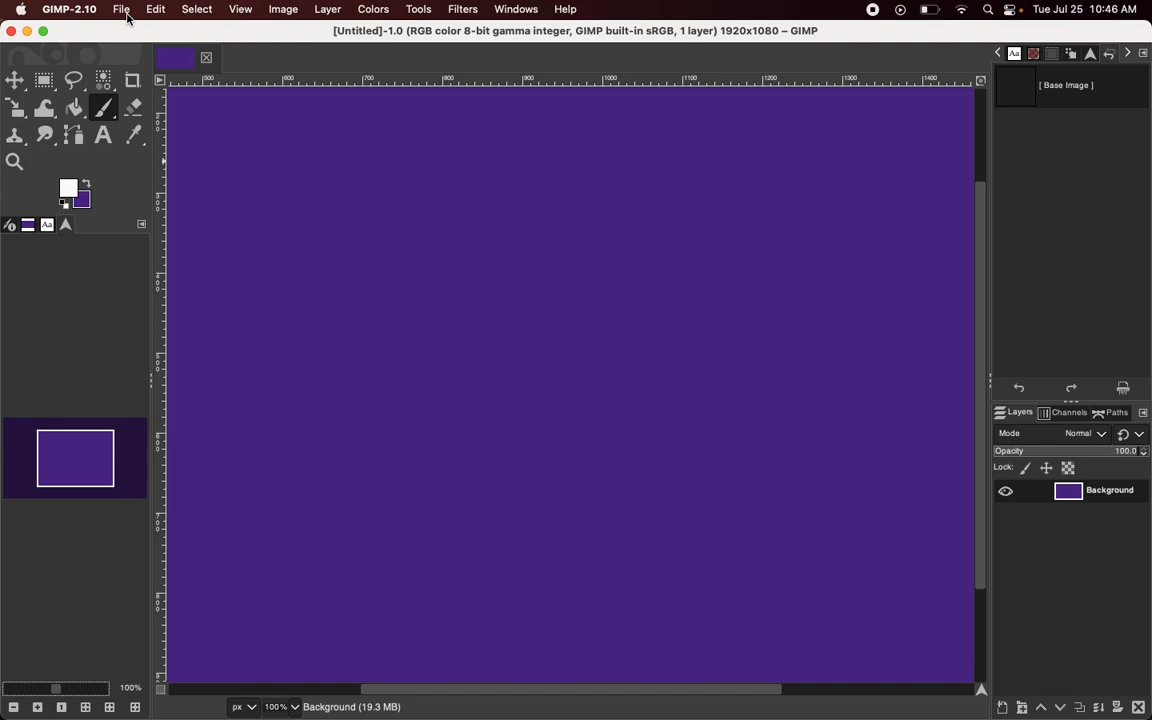 GIMP-2.10 File Edit Select View Image Layer Colors Tools Filters Windows Help Tue Jul 25 10:46 AM
[Untitled]-1.0 (RGB color 8-bit gamma integer, GIMP built-in sRGB, 1 layer) 1920x1080 – GIMP
500 600 700 800 900 1000 1100 1200 1300 1400
[ Base Image ]
Layers Channels Paths
Mode Normal
Opacity 100.0
Lock:
Background
100%
px 100% Background (19.3 MB)